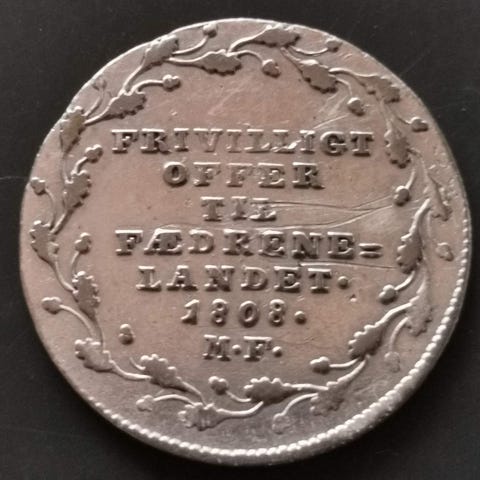 FRIVILLIGT
OFFER
TIL
FÆDRENE=
LANDET.
1808.
M.F.